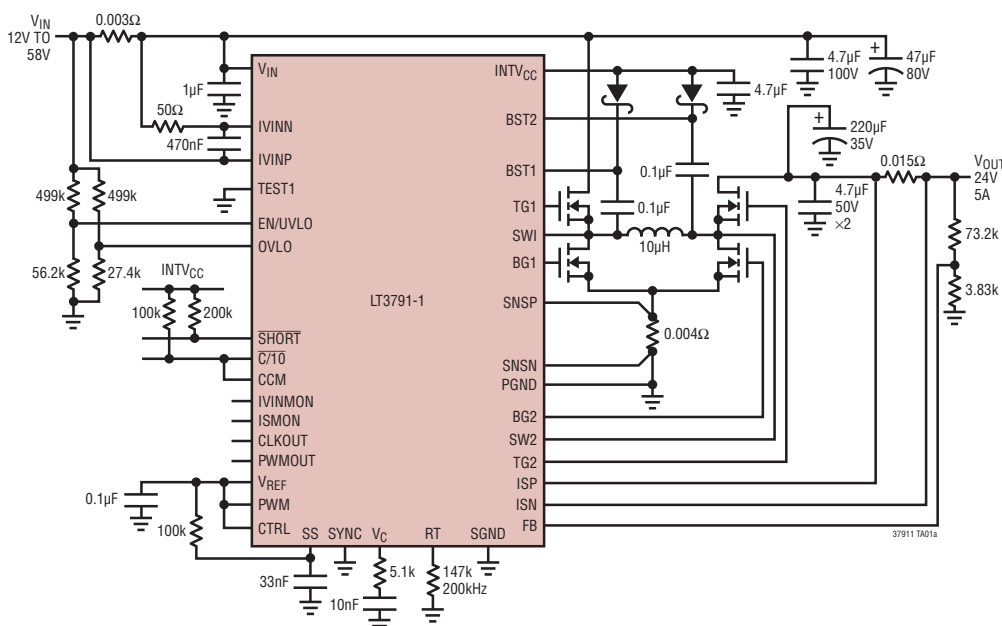 VIN
12V TO
58V
0.003Ω
VIN
1µF
50Ω
IVINN
470nF
IVINP
TEST1
499k
499k
EN/UVLO
OVLO
56.2k
27.4k
INTVCC
100k
200k
SHORT
C/10
CCM
IVINMON
ISMON
CLKOUT
PWMOUT
VREF
0.1µF
PWM
100k
CTRL
SS
SYNC
VC
RT
SGND
33nF
5.1k
10nF
147k
200kHz
LT3791-1
INTVCC
4.7µF
BST2
BST1
0.1µF
0.1µF
TG1
SWI
10µH
BG1
SNSP
0.004Ω
SNSN
PGND
BG2
SW2
TG2
ISP
ISN
FB
4.7µF
100V
+
47µF
80V
+
220µF
35V
0.015Ω
VOUT
24V
5A
4.7µF
50V
×2
73.2k
3.83k
37911 TA01a